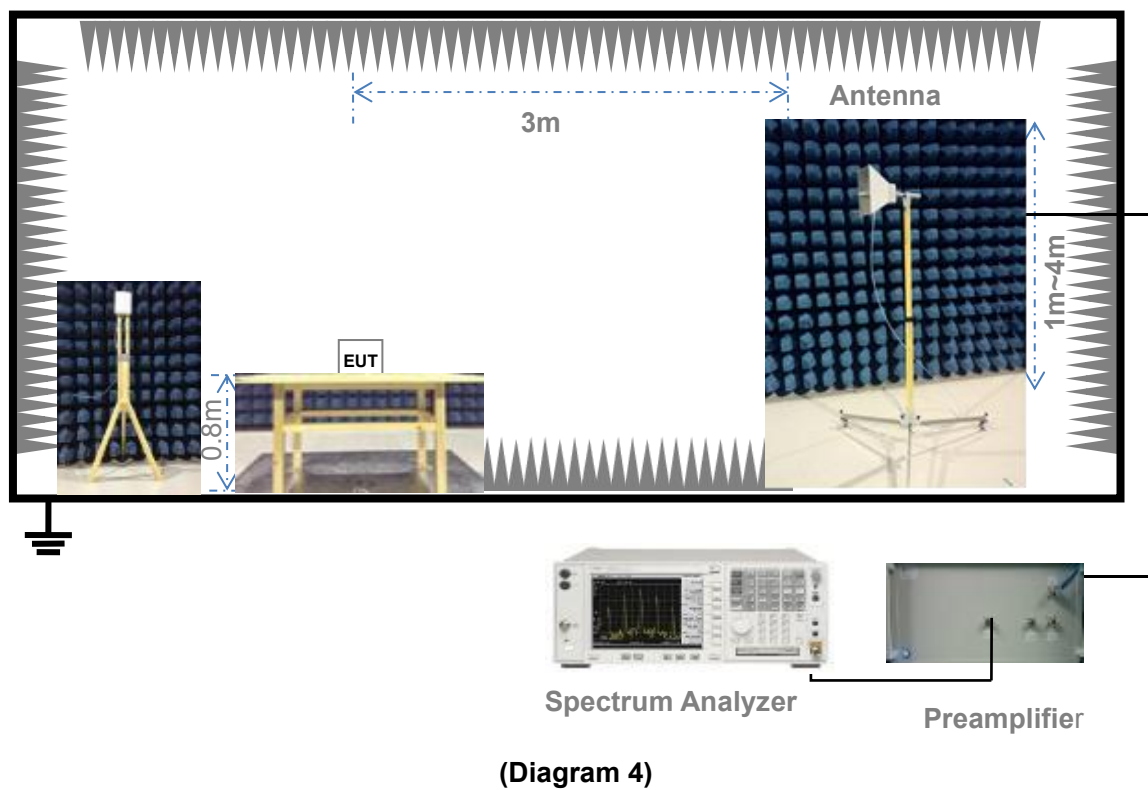 Antenna
3m
1m~4m
EUT
0.8m
Spectrum Analyzer
Preamplifier
(Diagram 4)